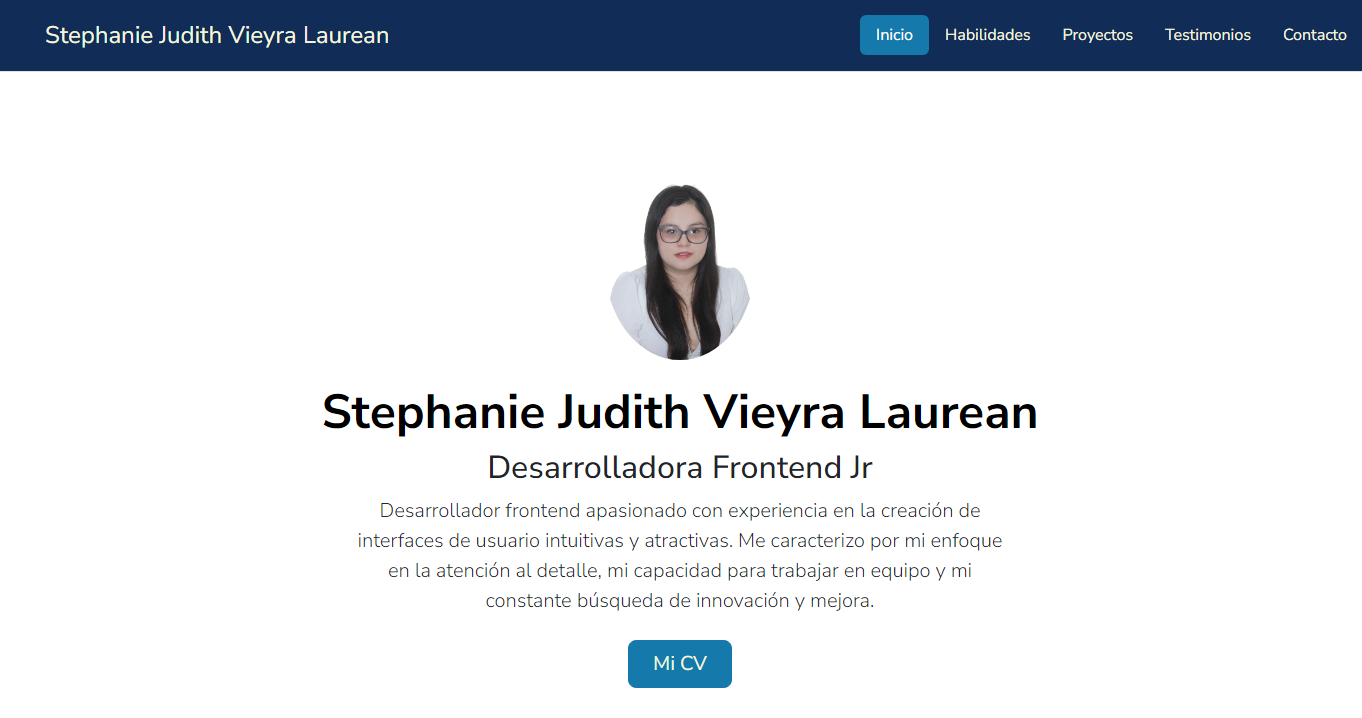 Stephanie Judith Vieyra Laurean
Inicio
Habilidades
Proyectos
Testimonios
Contacto
Stephanie Judith Vieyra Laurean
Desarrolladora Frontend Jr
Desarrollador frontend apasionado con experiencia en la creación de
interfaces de usuario intuitivas y atractivas. Me caracterizo por mi enfoque
en la atención al detalle, mi capacidad para trabajar en equipo y mi
constante búsqueda de innovación y mejora.
Mi CV